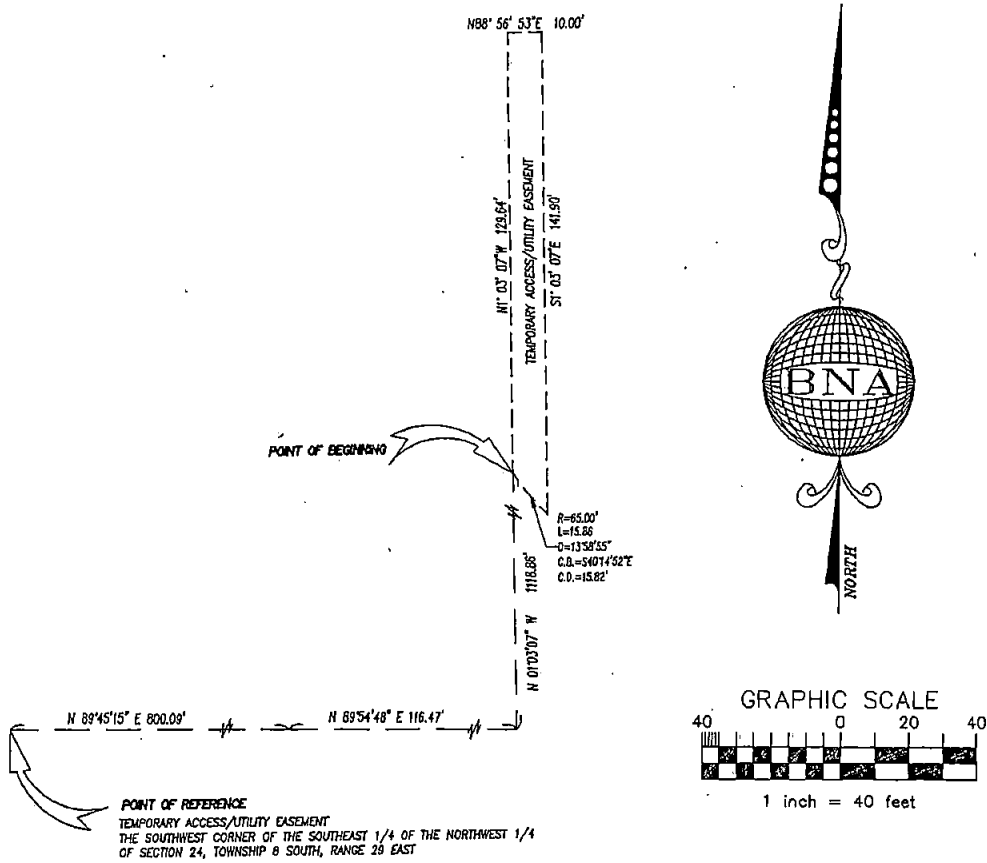 N88° 56' 53"E 10.00'
N1° 03' 07"W 129.64'
TEMPORARY ACCESS/UTILITY EASEMENT
S1° 03' 07"E 141.90'
BNA
POINT OF BEGINNING
R=65.00'
L=15.86
D=13°58'55"
C.B.=S40°14'52"E
C.D.=15.82'
N 01°03'07" W 1118.86'
NORTH
N 89°45'15" E 800.09'
N 89°54'48" E 116.47'
GRAPHIC SCALE
40 0 20 40
1 inch = 40 feet
POINT OF REFERENCE
TEMPORARY ACCESS/UTILITY EASEMENT
THE SOUTHWEST CORNER OF THE SOUTHEAST 1/4 OF THE NORTHWEST 1/4
OF SECTION 24, TOWNSHIP 8 SOUTH, RANGE 29 EAST